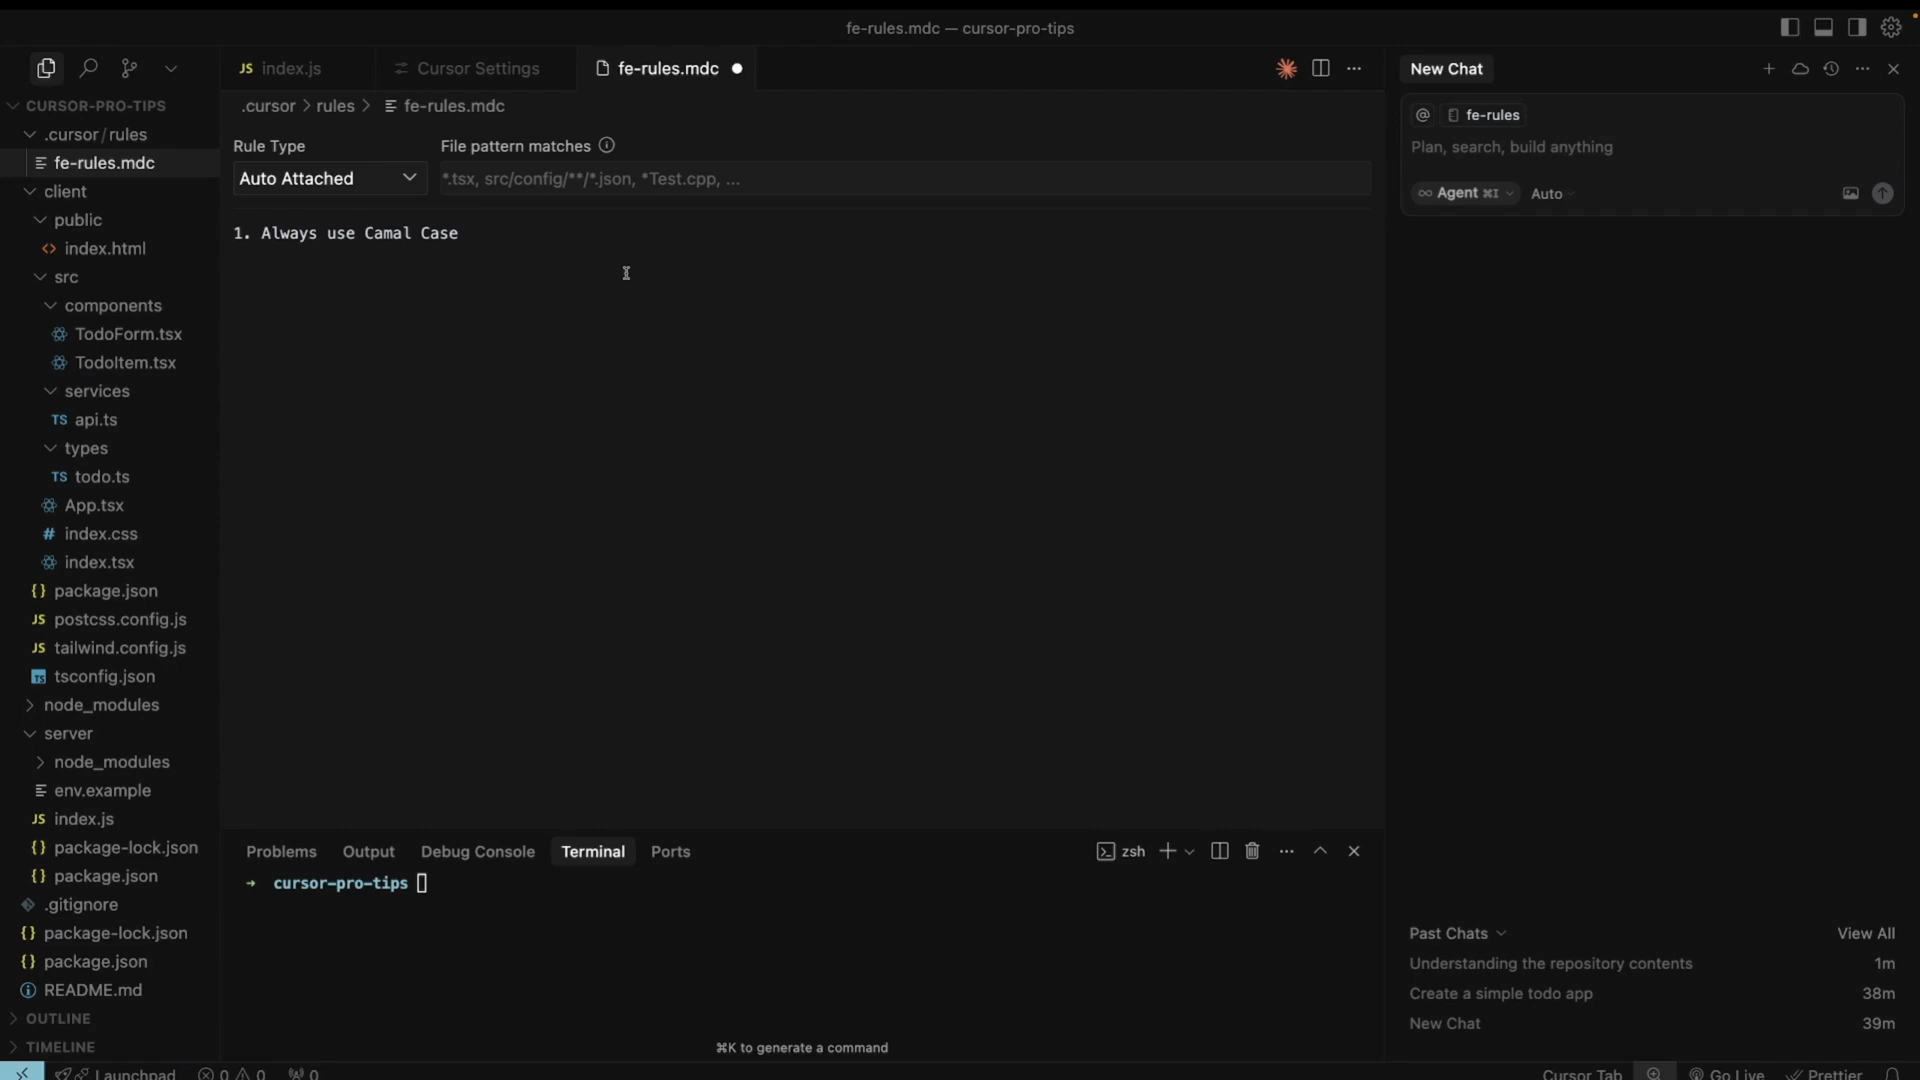 fe-rules.mdc — cursor-pro-tips
JS index.js
Cursor Settings
fe-rules.mdc
New Chat
CURSOR-PRO-TIPS
.cursor/rules
fe-rules.mdc
client
public
<> index.html
src
components
TodoForm.tsx
TodoItem.tsx
services
TS api.ts
types
TS todo.ts
App.tsx
# index.css
index.tsx
{} package.json
JS postcss.config.js
JS tailwind.config.js
TS tsconfig.json
node_modules
server
node_modules
env.example
JS index.js
{} package-lock.json
{} package.json
.gitignore
{} package-lock.json
{} package.json
README.md
OUTLINE
TIMELINE
.cursor > rules > fe-rules.mdc
Rule Type
File pattern matches
Auto Attached
*.tsx, src/config/**/*.json, *Test.cpp, ...
1. Always use Camal Case
Problems
Output
Debug Console
Terminal
Ports
zsh
→ cursor-pro-tips
⌘K to generate a command
@ fe-rules
Plan, search, build anything
∞ Agent ⌘I
Auto
Past Chats
View All
Understanding the repository contents 1m
Create a simple todo app 38m
New Chat 39m
Launchpad
0
0
0
Cursor Tab
Go Live
Prettier